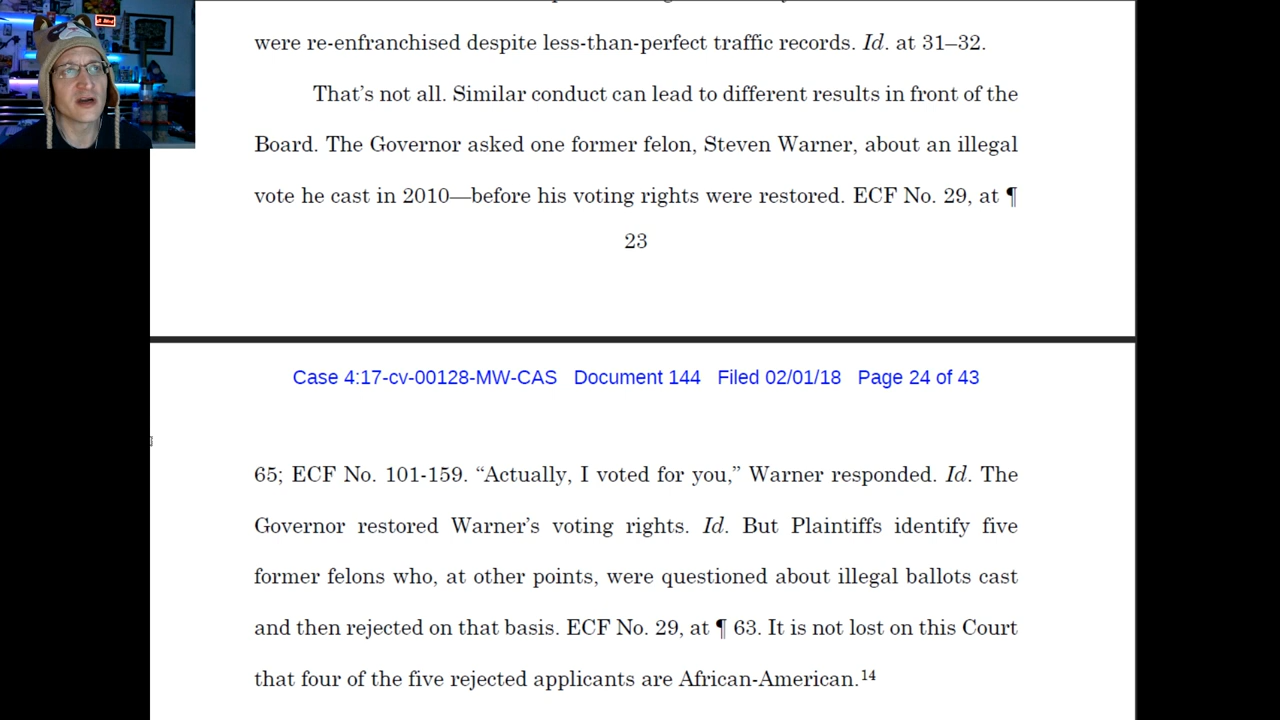 were re-enfranchised despite less-than-perfect traffic records. Id. at 31–32.
That’s not all. Similar conduct can lead to different results in front of the
Board. The Governor asked one former felon, Steven Warner, about an illegal
vote he cast in 2010—before his voting rights were restored. ECF No. 29, at ¶
23
Case 4:17-cv-00128-MW-CAS Document 144 Filed 02/01/18 Page 24 of 43
65; ECF No. 101-159. “Actually, I voted for you,” Warner responded. Id. The
Governor restored Warner’s voting rights. Id. But Plaintiffs identify five
former felons who, at other points, were questioned about illegal ballots cast
and then rejected on that basis. ECF No. 29, at ¶ 63. It is not lost on this Court
that four of the five rejected applicants are African-American.¹⁴